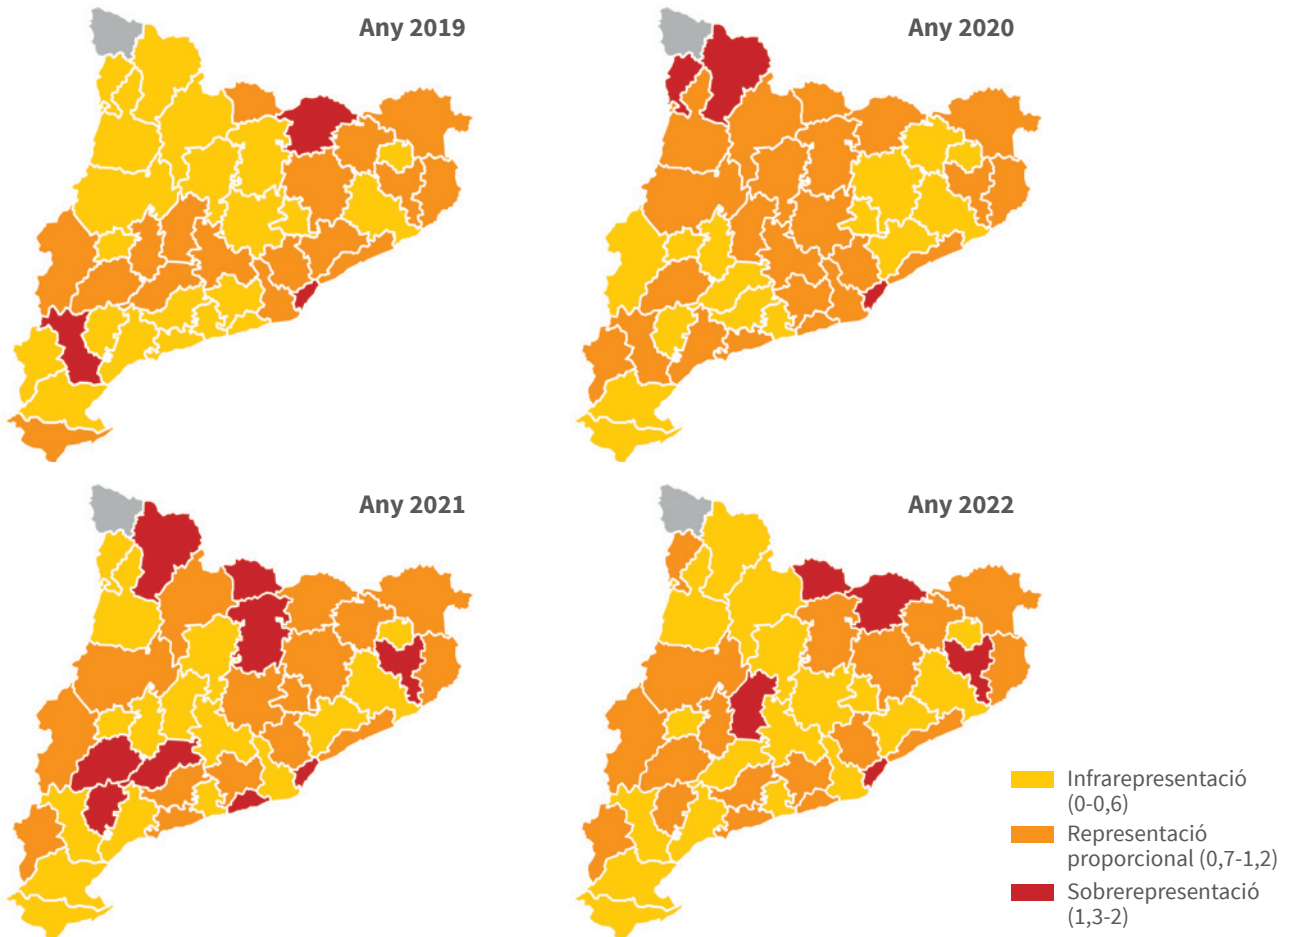 Any 2019
Any 2020
Any 2021
Any 2022
Infrarepresentació
(0-0,6)
Representació
proporcional (0,7-1,2)
Sobrerepresentació
(1,3-2)